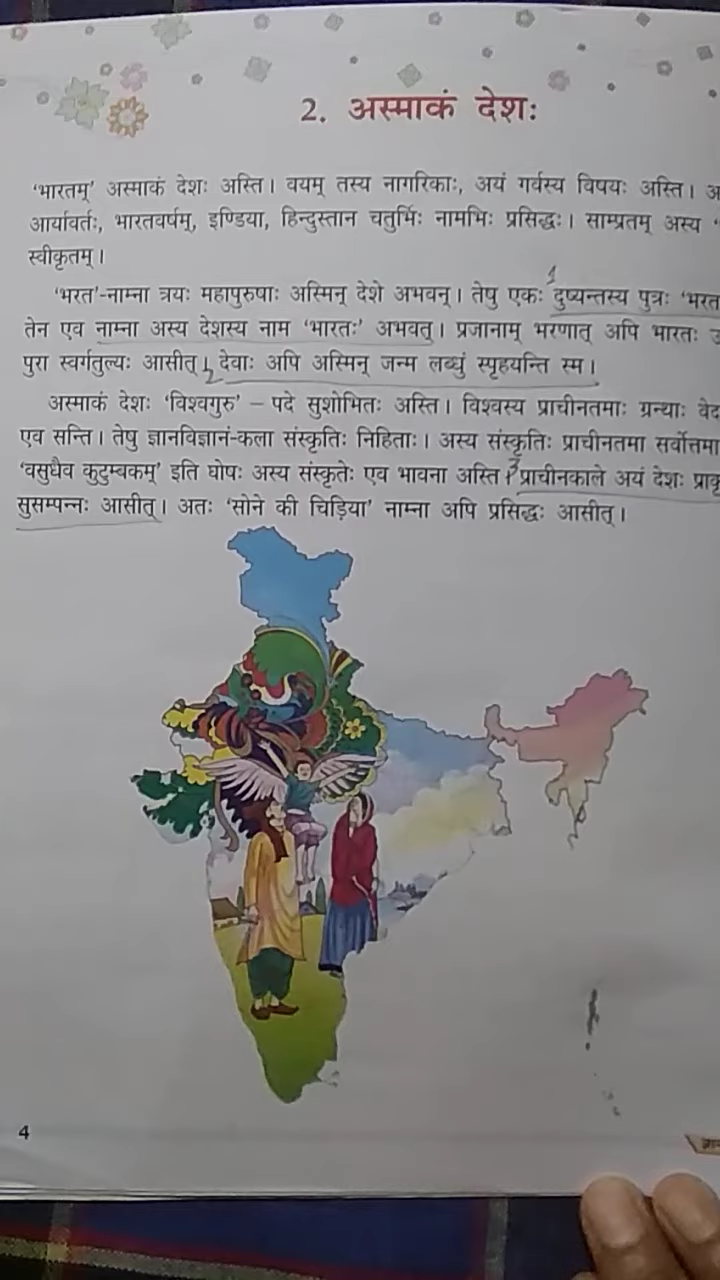 2. अस्माकं देशः
'भारतम्' अस्माकं देशः अस्ति। वयम् तस्य नागरिकाः, अयं गर्वस्य विषयः अस्ति।
आर्यावर्तः, भारतवर्षम्, इण्डिया, हिन्दुस्तान चतुर्भिः नामभिः प्रसिद्धः। साम्प्रतम् अस्य
स्वीकृतम्।
'भरत'-नाम्ना त्रयः महापुरुषाः अस्मिन् देशे अभवन्। तेषु एकः दुष्यन्तस्य पुत्रः 'भरत
तेन एव नाम्ना अस्य देशस्य नाम 'भारतः' अभवत्। प्रजानाम् भरणात् अपि भारतः
पुरा स्वर्गतुल्यः आसीत्। देवाः अपि अस्मिन् जन्म लब्धुं स्पृहयन्ति स्म।
अस्माकं देशः 'विश्वगुरु' – पदे सुशोभितः अस्ति। विश्वस्य प्राचीनतमाः ग्रन्थाः वेद
एव सन्ति। तेषु ज्ञानविज्ञानं-कला संस्कृतिः निहिताः। अस्य संस्कृतिः प्राचीनतमा सर्वोत्तमा
'वसुधैव कुटुम्बकम्' इति घोषः अस्य संस्कृतेः एव भावना अस्ति। प्राचीनकाले अयं देशः
सुसम्पन्नः आसीत्। अतः 'सोने की चिड़िया' नाम्ना अपि प्रसिद्धः आसीत्।
4